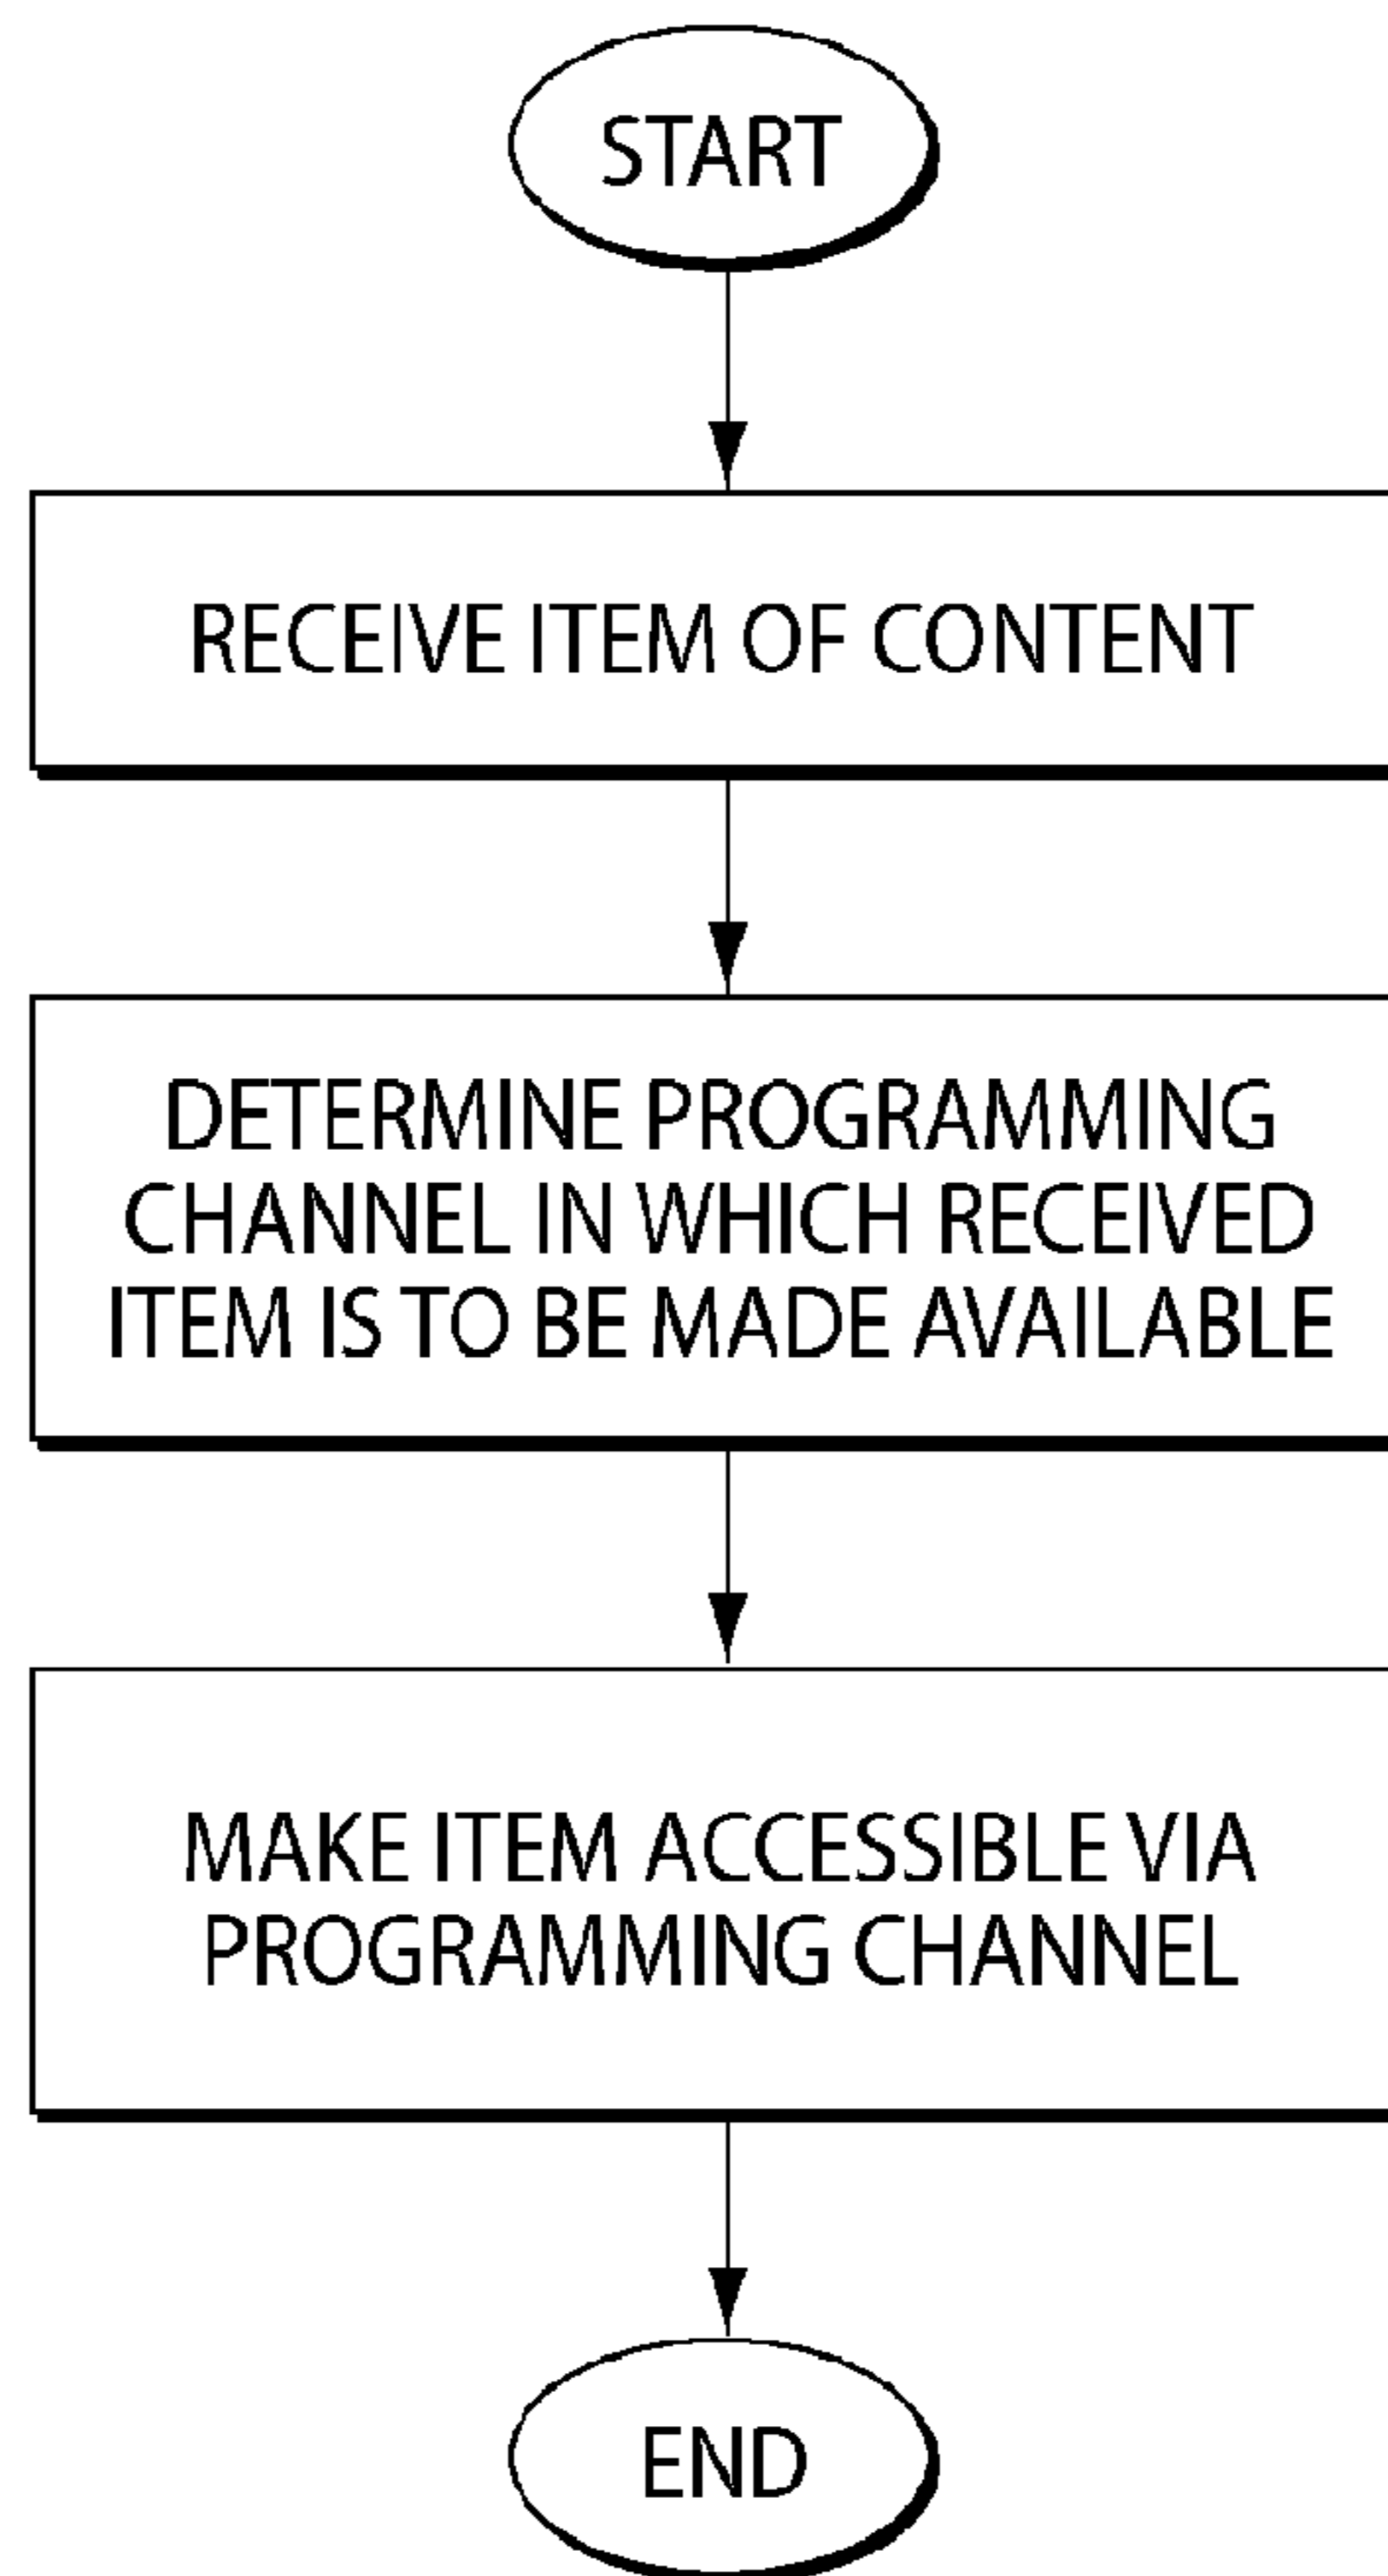 START
RECEIVE ITEM OF CONTENT
DETERMINE PROGRAMMING
CHANNEL IN WHICH RECEIVED
ITEM IS TO BE MADE AVAILABLE
MAKE ITEM ACCESSIBLE VIA
PROGRAMMING CHANNEL
END